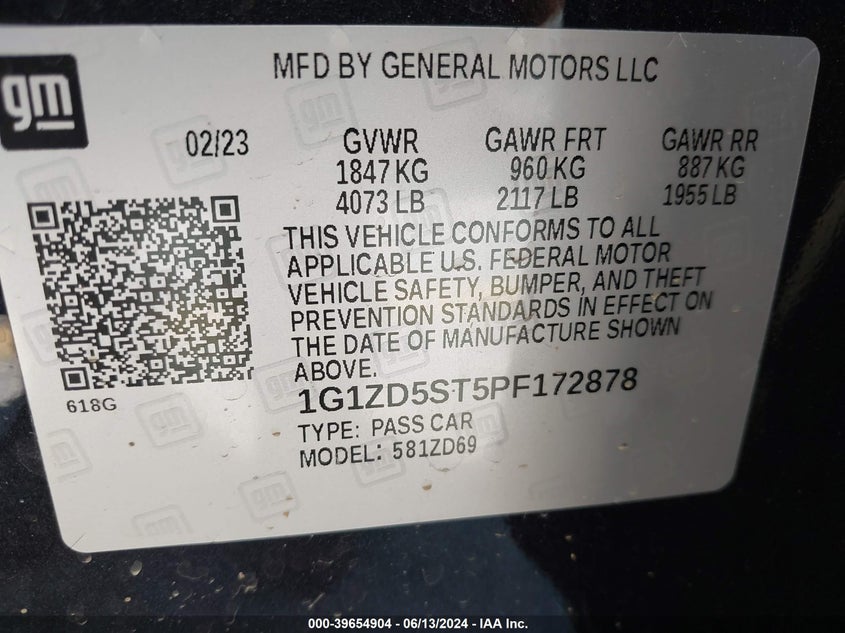 gm
MFD BY GENERAL MOTORS LLC
02/23 GVWR GAWR FRT GAWR RR
1847 KG 960 KG 887 KG
4073 LB 2117 LB 1955 LB
THIS VEHICLE CONFORMS TO ALL
APPLICABLE U.S. FEDERAL MOTOR
VEHICLE SAFETY, BUMPER, AND THEFT
PREVENTION STANDARDS IN EFFECT ON
THE DATE OF MANUFACTURE SHOWN
ABOVE.
618G
1G1ZD5ST5PF172878
TYPE: PASS CAR
MODEL: 581ZD69
000-39654904 - 06/13/2024 - IAA Inc.